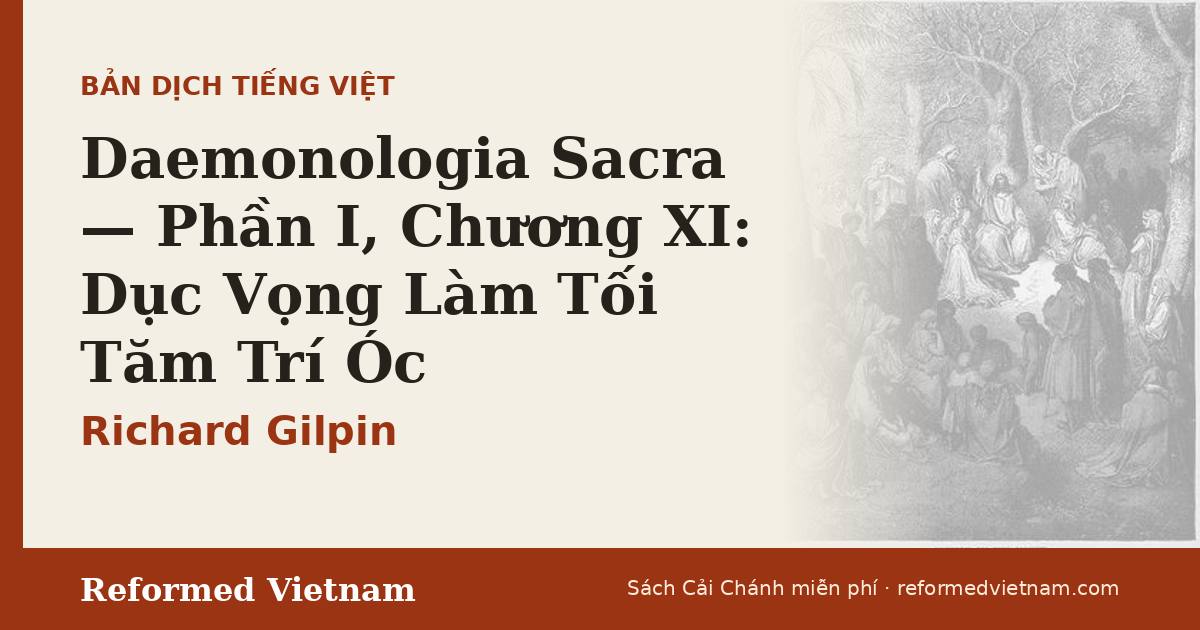 BẢN DỊCH TIẾNG VIỆT
Daemonologia Sacra
— Phần I, Chương XI:
Dục Vọng Làm Tối
Tăm Trí Óc
Richard Gilpin
Reformed Vietnam
Sách Cải Chánh miễn phí · reformedvietnam.com